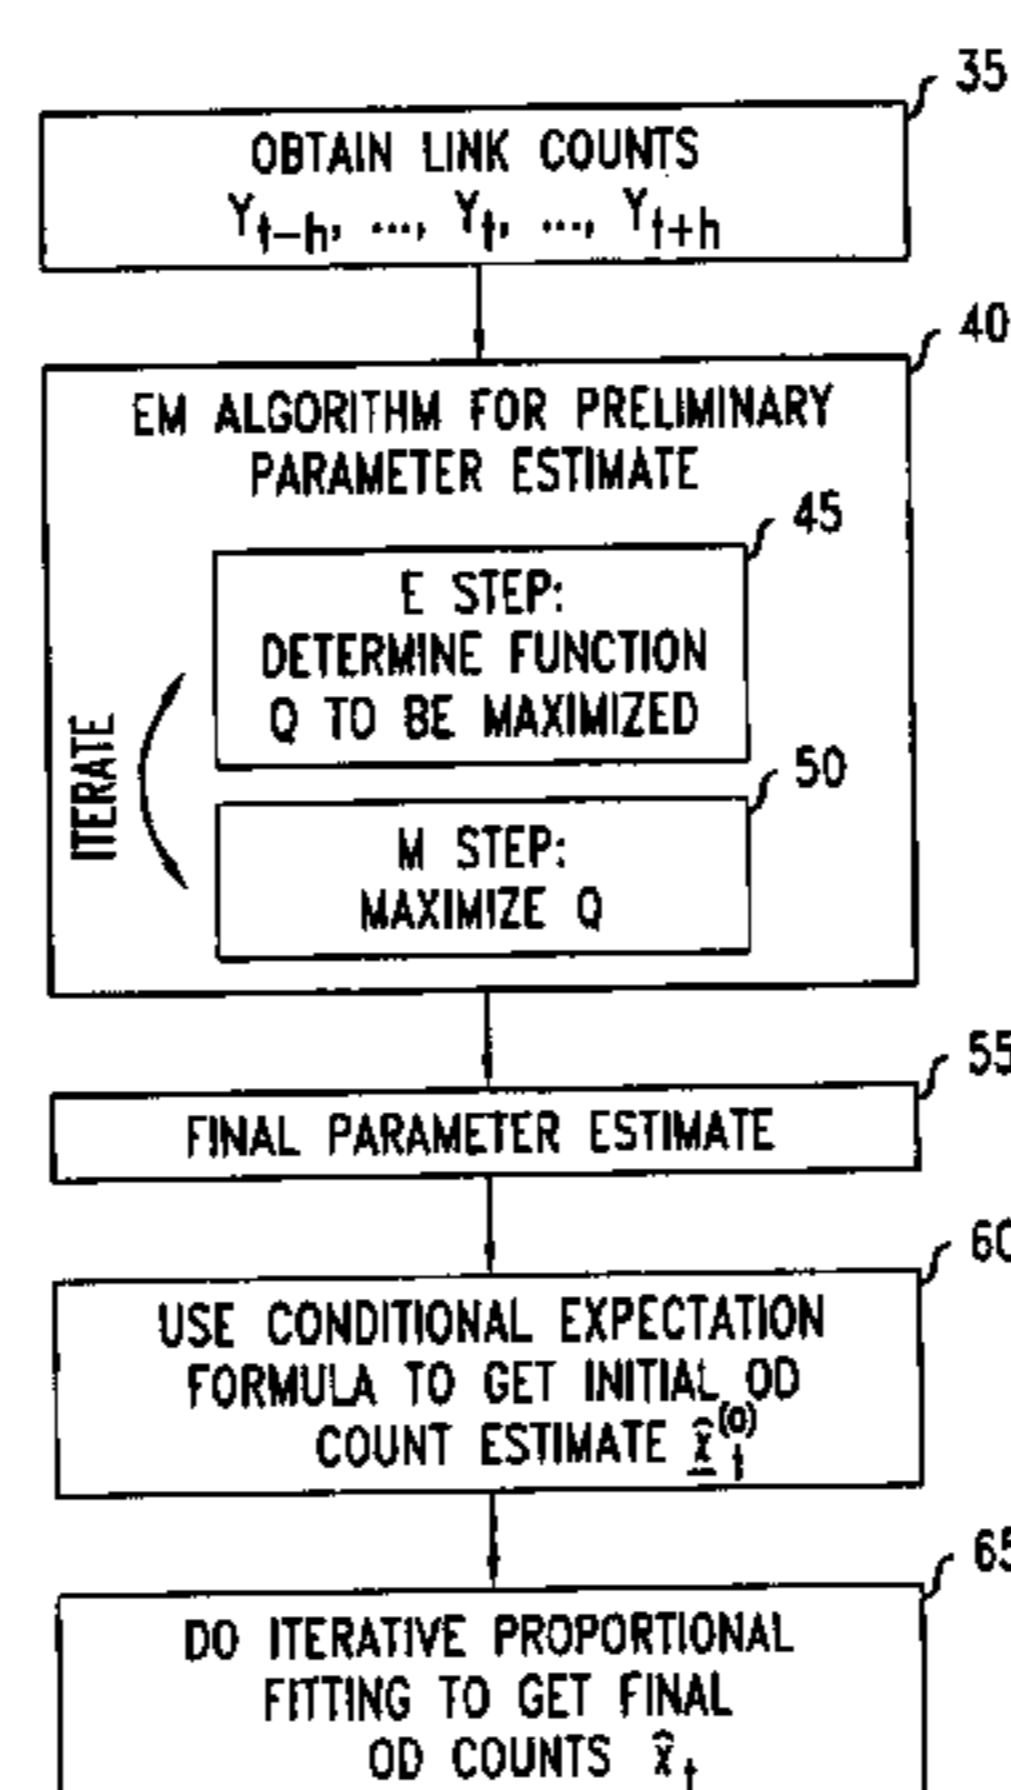 35
OBTAIN LINK COUNTS
Y_{t-h}, ..., Y_t, ..., Y_{t+h}
40
EM ALGORITHM FOR PRELIMINARY
PARAMETER ESTIMATE
45
E STEP:
DETERMINE FUNCTION
Q TO BE MAXIMIZED
ITERATE
50
M STEP:
MAXIMIZE Q
55
FINAL PARAMETER ESTIMATE
60
USE CONDITIONAL EXPECTATION
FORMULA TO GET INITIAL OD
COUNT ESTIMATE x̂_t^{(0)}
65
DO ITERATIVE PROPORTIONAL
FITTING TO GET FINAL
OD COUNTS x̂_t